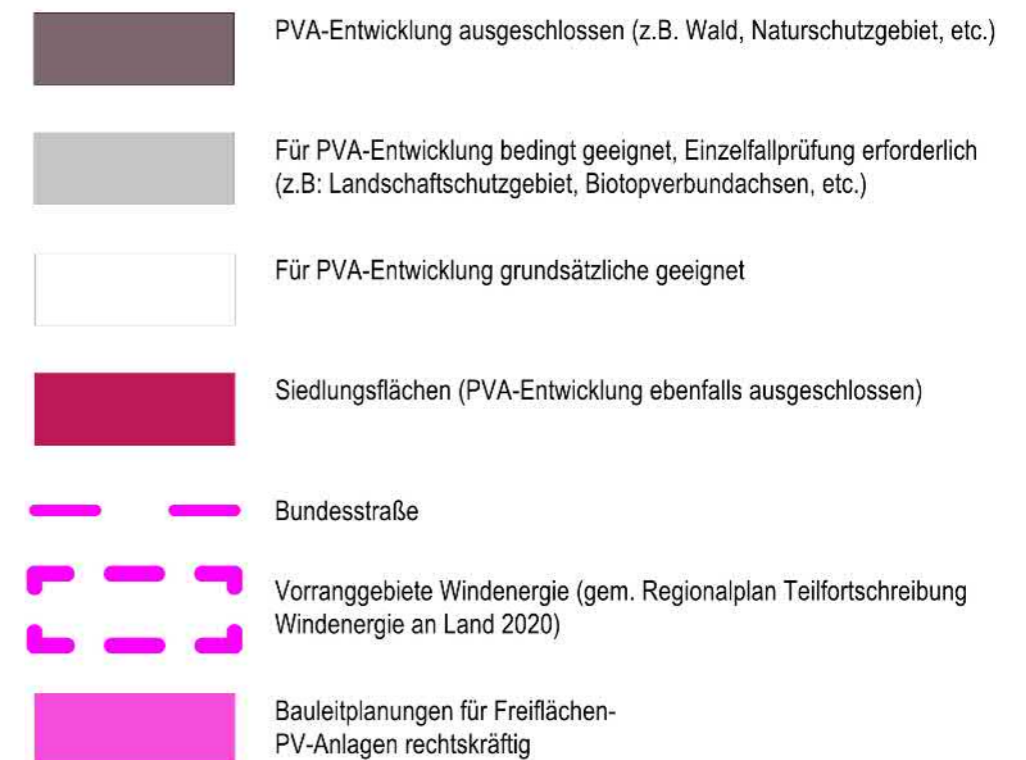 PVA-Entwicklung ausgeschlossen (z.B. Wald, Naturschutzgebiet, etc.)
Für PVA-Entwicklung bedingt geeignet, Einzelfallprüfung erforderlich
(z.B: Landschaftschutzgebiet, Biotopverbundachsen, etc.)
Für PVA-Entwicklung grundsätzliche geeignet
Siedlungsflächen (PVA-Entwicklung ebenfalls ausgeschlossen)
Bundesstraße
Vorranggebiete Windenergie (gem. Regionalplan Teilfortschreibung
Windenergie an Land 2020)
Bauleitplanungen für Freiflächen-
PV-Anlagen rechtskräftig